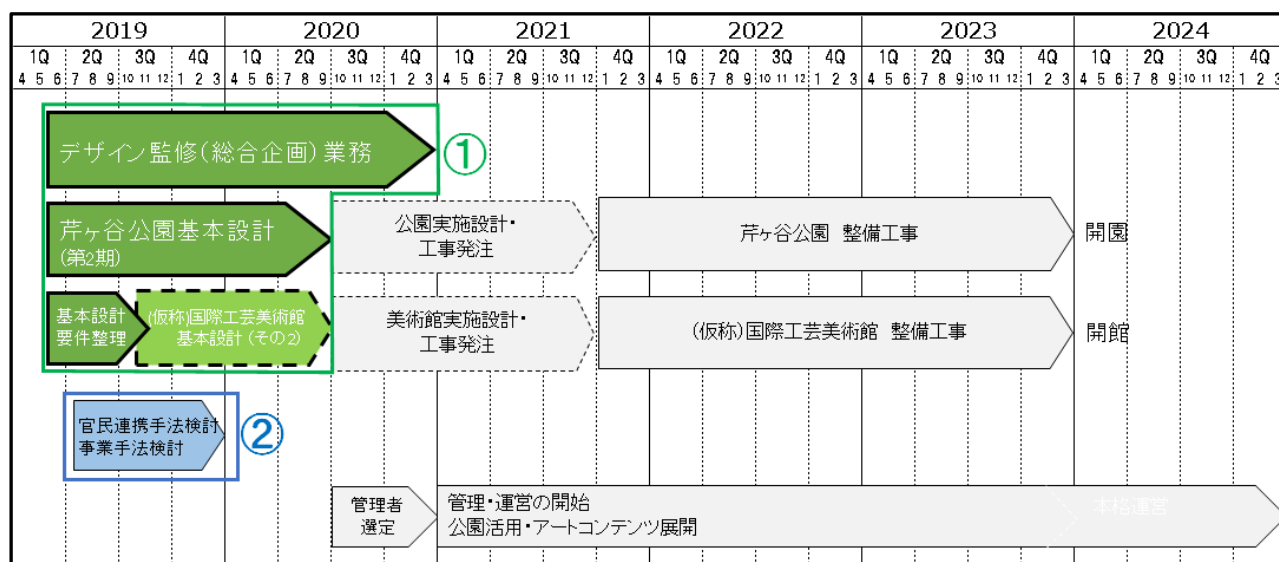 2019 2020 2021 2022 2023 2024
1Q 2Q 3Q 4Q 1Q 2Q 3Q 4Q 1Q 2Q 3Q 4Q 1Q 2Q 3Q 4Q 1Q 2Q 3Q 4Q 1Q 2Q 3Q 4Q
4 5 6 7 8 9 10 11 12 1 2 3 4 5 6 7 8 9 10 11 12 1 2 3 4 5 6 7 8 9 10 11 12 1 2 3 4 5 6 7 8 9 10 11 12 1 2 3 4 5 6 7 8 9 10 11 12 1 2 3 4 5 6 7 8 9 10 11 12 1 2 3
デザイン監修(総合企画)業務
①
芹ヶ谷公園基本設計
(第2期)
公園実施設計・
工事発注
芹ヶ谷公園 整備工事
開園
基本設計
要件整理
(仮称)国際工芸美術館
基本設計(その2)
美術館実施設計・
工事発注
(仮称)国際工芸美術館 整備工事
開館
官民連携手法検討
事業手法検討
②
管理者
選定
管理・運営の開始
公園活用・アートコンテンツ展開
本格運営